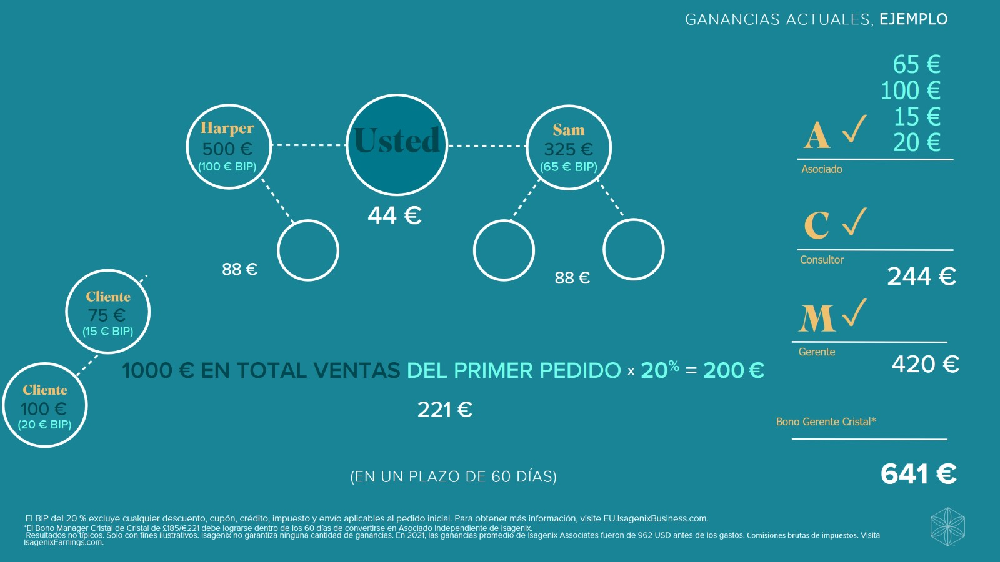 GANANCIAS ACTUALES, EJEMPLO
65 €
100 €
15 €
20 €
A ✓
Asociado
Harper
500 €
(100 € BIP)
Usted
44 €
Sam
325 €
(65 € BIP)
88 €
88 €
C ✓
Consultor
244 €
Cliente
75 €
(15 € BIP)
M ✓
Gerente
420 €
1000 € EN TOTAL VENTAS DEL PRIMER PEDIDO x 20% = 200 €
Cliente
100 €
(20 € BIP)
221 €
Bono Gerente Cristal*
641 €
(EN UN PLAZO DE 60 DÍAS)
El BIP del 20 % excluye cualquier descuento, cupón, crédito, impuesto y envío aplicables al pedido inicial. Para obtener más información, visite EU.IsagenixBusiness.com.
*El Bono Manager Cristal de Cristal de £185/€221 debe lograrse dentro de los 60 días de convertirse en Asociado Independiente de Isagenix.
Resultados no típicos. Solo con fines ilustrativos. Isagenix no garantiza ninguna cantidad de ganancias. En 2021, las ganancias promedio de Isagenix Associates fueron de 962 USD antes de los gastos. Comisiones brutas de impuestos. Visita
IsagenixEarnings.com.